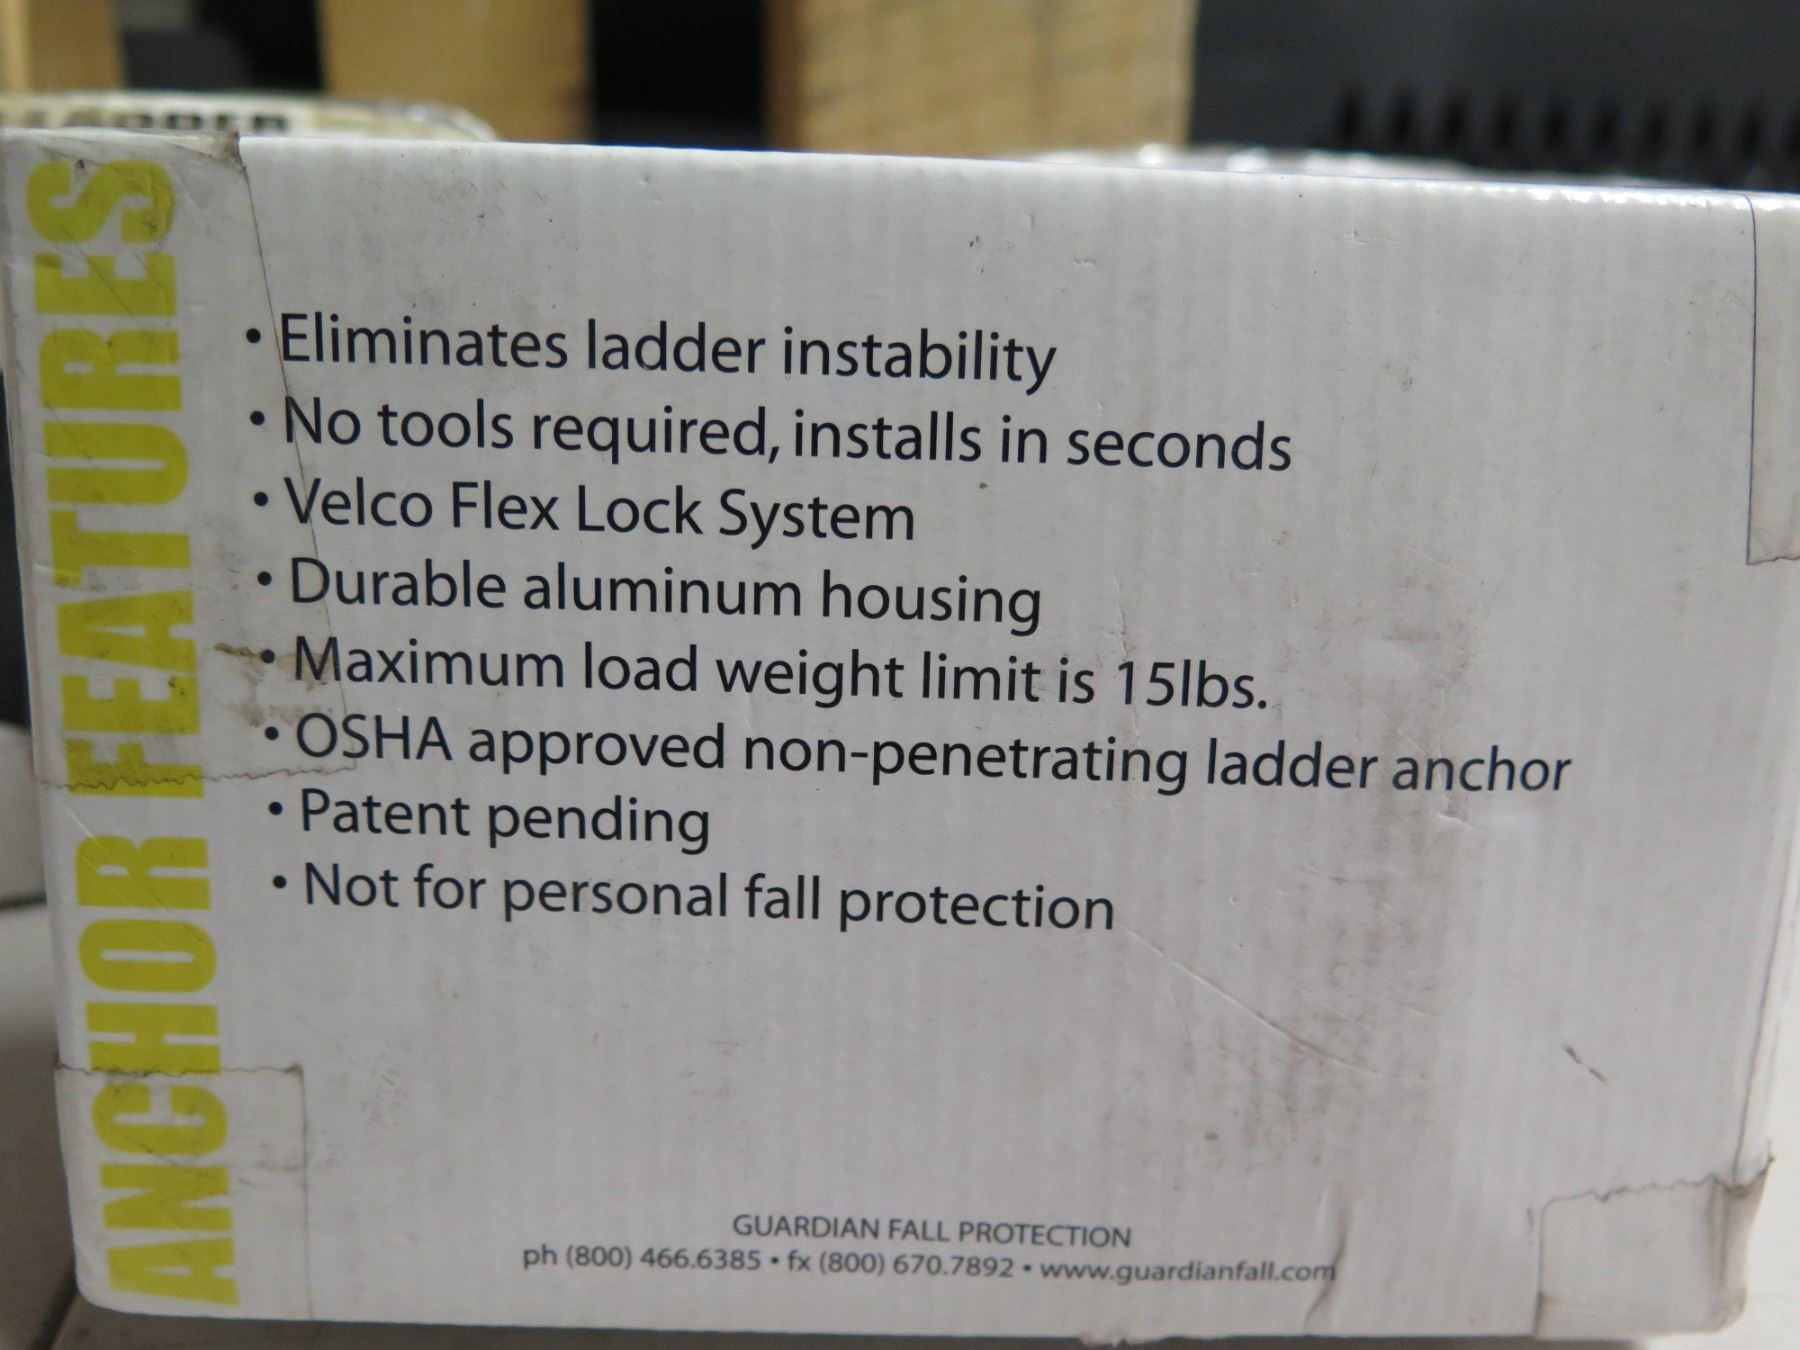 ANCHOR FEATURES
• Eliminates ladder instability
• No tools required, installs in seconds
• Velco Flex Lock System
• Durable aluminum housing
• Maximum load weight limit is 15lbs.
• OSHA approved non-penetrating ladder anchor
• Patent pending
• Not for personal fall protection
GUARDIAN FALL PROTECTION
ph (800) 466.6385 • fx (800) 670.7892 • www.guardianfall.com